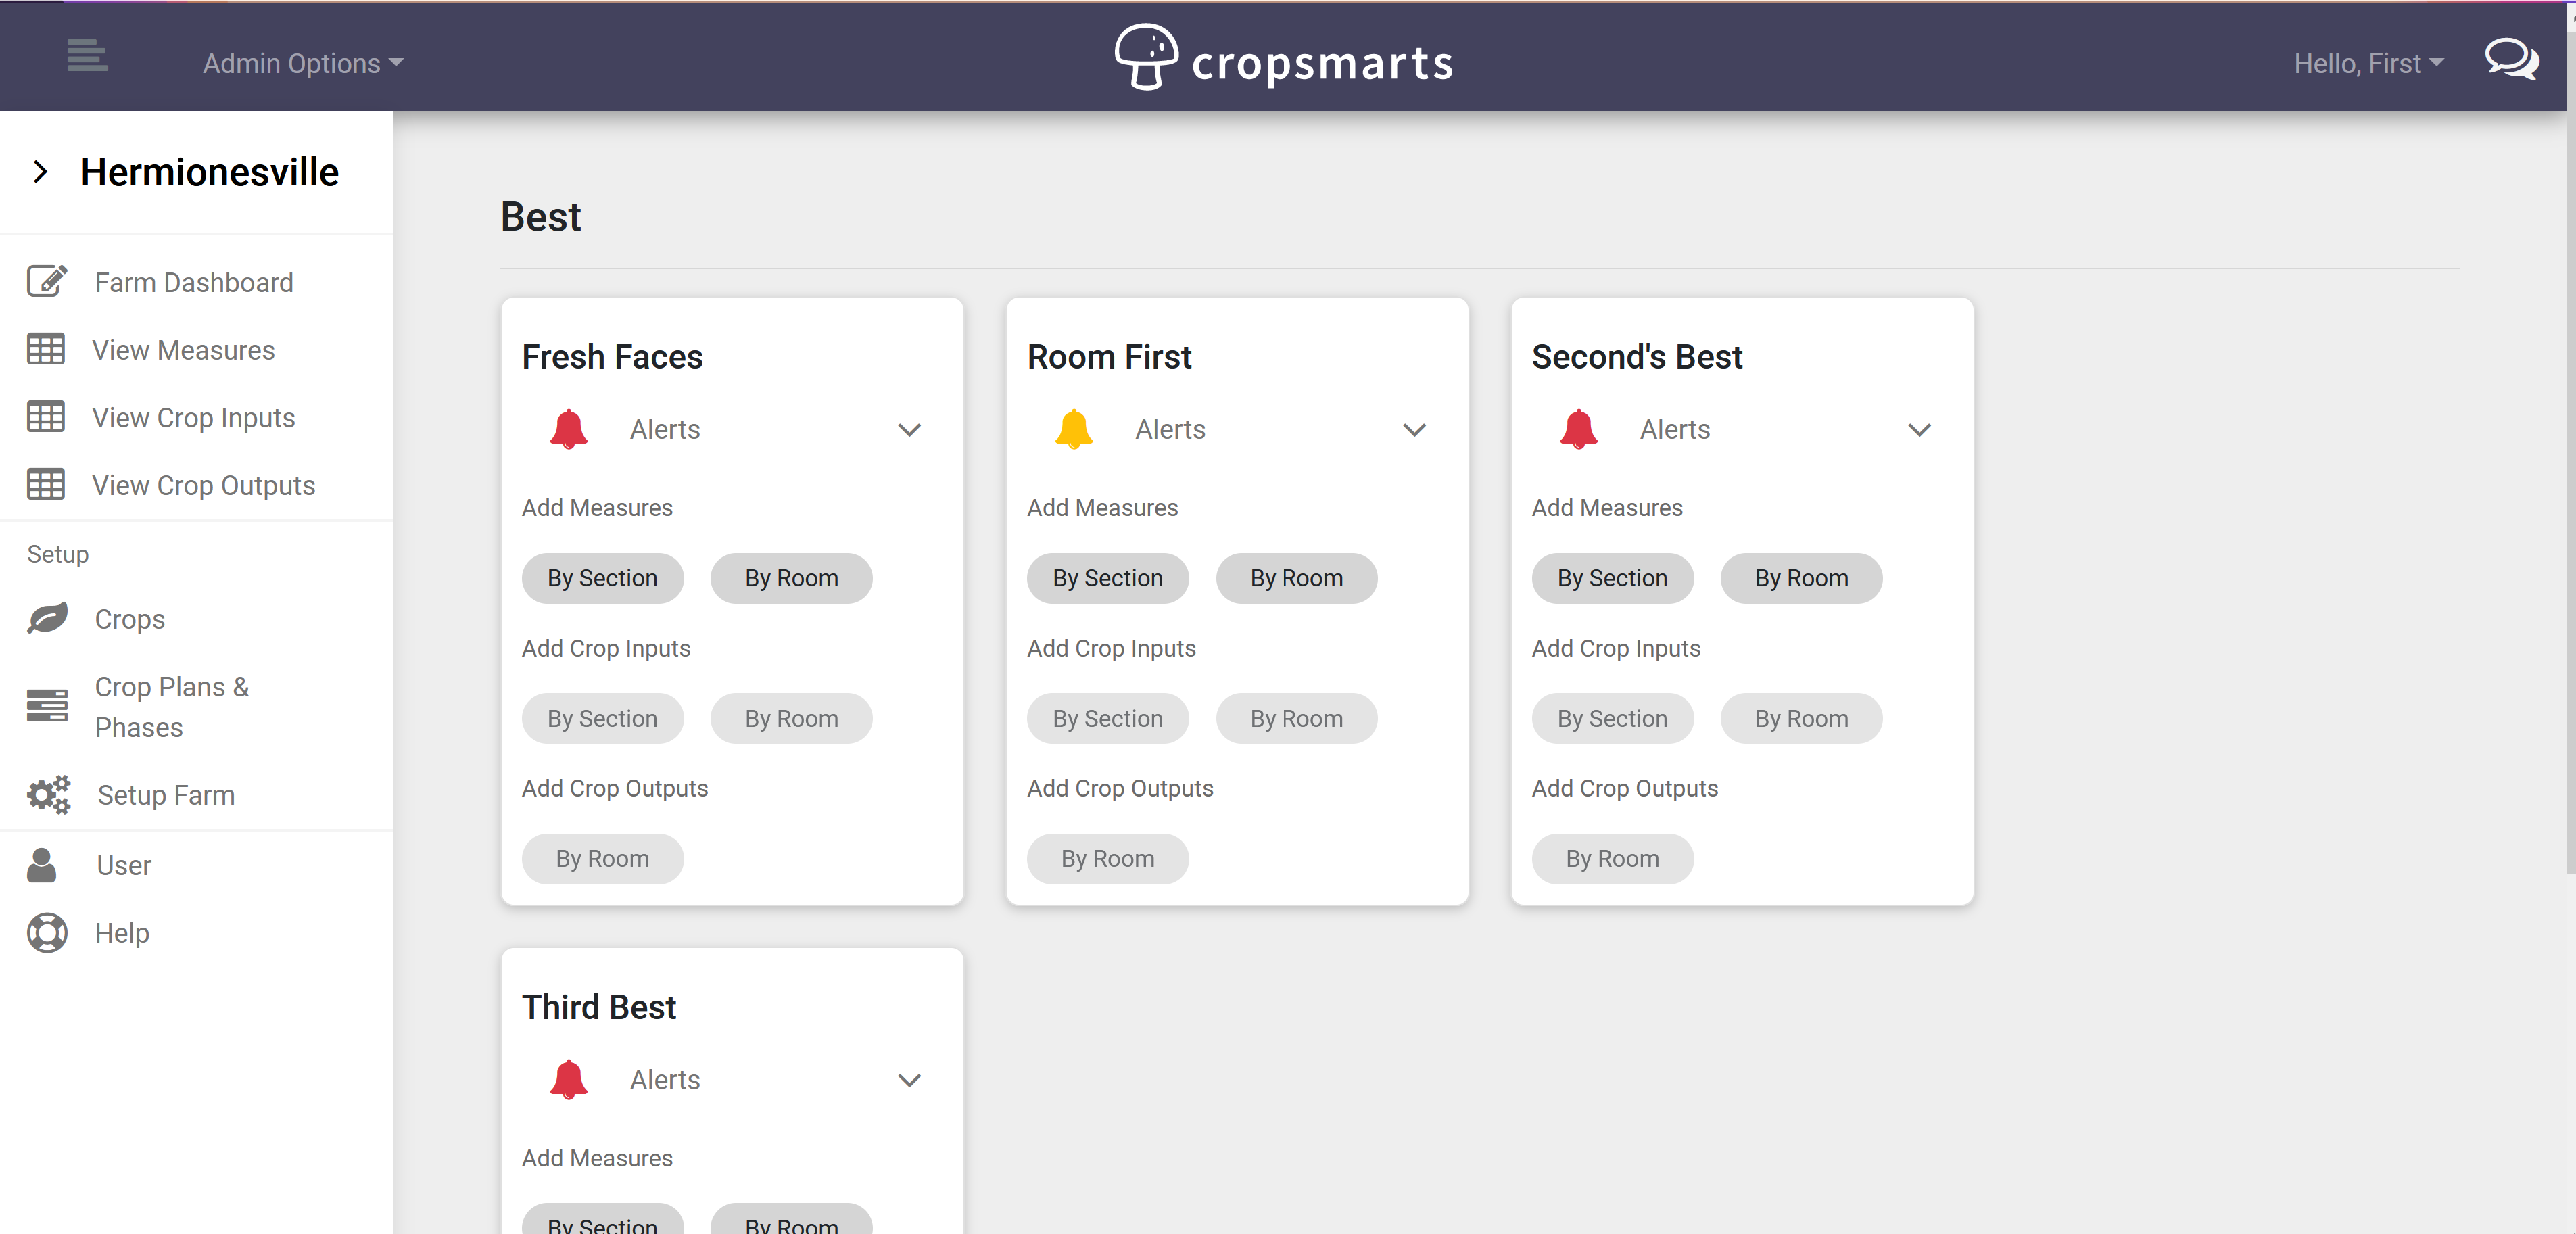 Admin Options
cropsmarts
Hello, First
Hermionesville
Farm Dashboard
View Measures
View Crop Inputs
View Crop Outputs
Setup
Crops
Crop Plans &
Phases
Setup Farm
User
Help
Best
Fresh Faces
Alerts
Add Measures
By Section
By Room
Add Crop Inputs
By Section
By Room
Add Crop Outputs
By Room
Room First
Alerts
Add Measures
By Section
By Room
Add Crop Inputs
By Section
By Room
Add Crop Outputs
By Room
Second's Best
Alerts
Add Measures
By Section
By Room
Add Crop Inputs
By Section
By Room
Add Crop Outputs
By Room
Third Best
Alerts
Add Measures
By Section
By Room